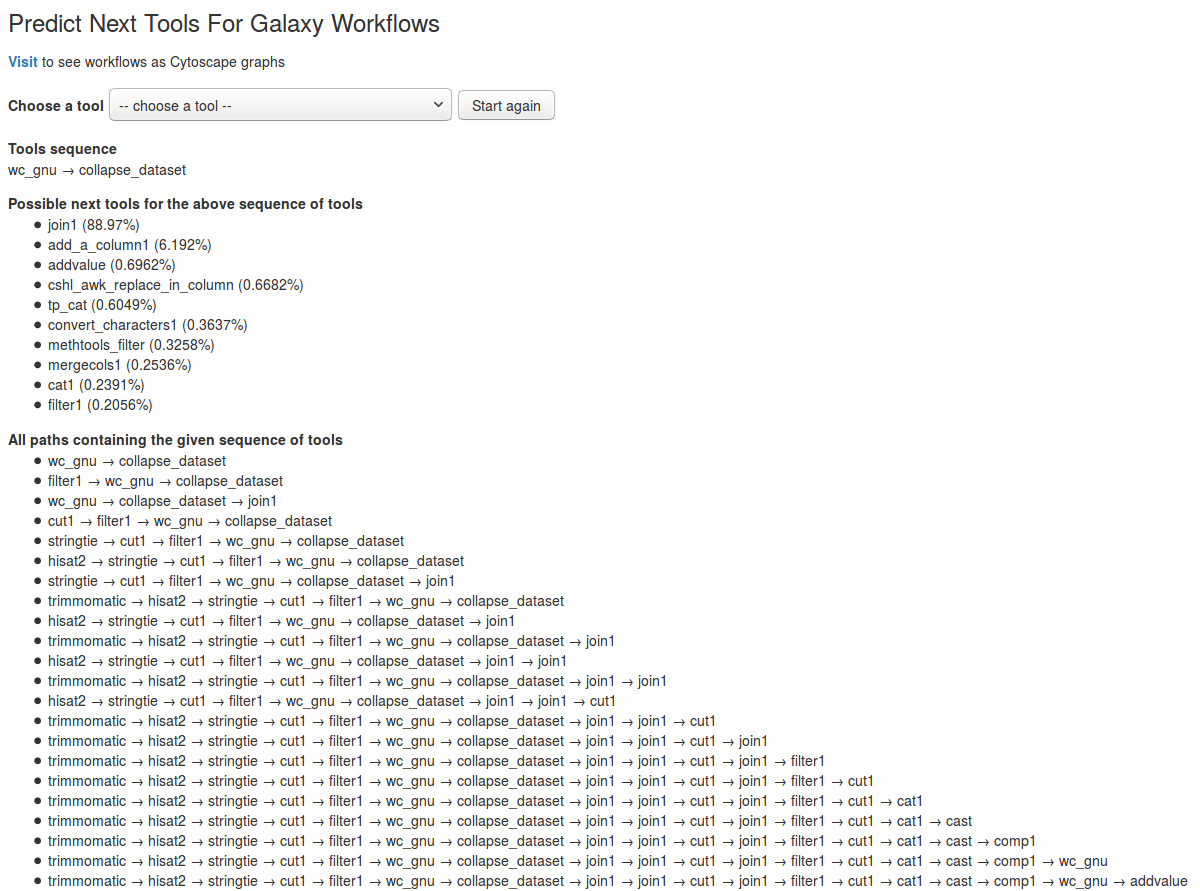 Predict Next Tools For Galaxy Workflows
Visit to see workflows as Cytoscape graphs
Choose a tool -- choose a tool -- Start again
Tools sequence
wc_gnu → collapse_dataset
Possible next tools for the above sequence of tools
● join1 (88.97%)
● add_a_column1 (6.192%)
● addvalue (0.6962%)
● cshl_awk_replace_in_column (0.6682%)
● tp_cat (0.6049%)
● convert_characters1 (0.3637%)
● methtools_filter (0.3258%)
● mergecols1 (0.2536%)
● cat1 (0.2391%)
● filter1 (0.2056%)
All paths containing the given sequence of tools
● wc_gnu → collapse_dataset
● filter1 → wc_gnu → collapse_dataset
● wc_gnu → collapse_dataset → join1
● cut1 → filter1 → wc_gnu → collapse_dataset
● stringtie → cut1 → filter1 → wc_gnu → collapse_dataset
● hisat2 → stringtie → cut1 → filter1 → wc_gnu → collapse_dataset
● stringtie → cut1 → filter1 → wc_gnu → collapse_dataset → join1
● trimmomatic → hisat2 → stringtie → cut1 → filter1 → wc_gnu → collapse_dataset
● hisat2 → stringtie → cut1 → filter1 → wc_gnu → collapse_dataset → join1
● trimmomatic → hisat2 → stringtie → cut1 → filter1 → wc_gnu → collapse_dataset → join1
● hisat2 → stringtie → cut1 → filter1 → wc_gnu → collapse_dataset → join1 → join1
● trimmomatic → hisat2 → stringtie → cut1 → filter1 → wc_gnu → collapse_dataset → join1 → join1
● hisat2 → stringtie → cut1 → filter1 → wc_gnu → collapse_dataset → join1 → join1 → cut1
● trimmomatic → hisat2 → stringtie → cut1 → filter1 → wc_gnu → collapse_dataset → join1 → join1 → cut1
● trimmomatic → hisat2 → stringtie → cut1 → filter1 → wc_gnu → collapse_dataset → join1 → join1 → cut1 → join1
● trimmomatic → hisat2 → stringtie → cut1 → filter1 → wc_gnu → collapse_dataset → join1 → join1 → cut1 → join1 → filter1
● trimmomatic → hisat2 → stringtie → cut1 → filter1 → wc_gnu → collapse_dataset → join1 → join1 → cut1 → join1 → filter1 → cut1
● trimmomatic → hisat2 → stringtie → cut1 → filter1 → wc_gnu → collapse_dataset → join1 → join1 → cut1 → join1 → filter1 → cut1 → cat1
● trimmomatic → hisat2 → stringtie → cut1 → filter1 → wc_gnu → collapse_dataset → join1 → join1 → cut1 → join1 → filter1 → cut1 → cat1 → cast
● trimmomatic → hisat2 → stringtie → cut1 → filter1 → wc_gnu → collapse_dataset → join1 → join1 → cut1 → join1 → filter1 → cut1 → cat1 → cast → comp1
● trimmomatic → hisat2 → stringtie → cut1 → filter1 → wc_gnu → collapse_dataset → join1 → join1 → cut1 → join1 → filter1 → cut1 → cat1 → cast → comp1 → wc_gnu
● trimmomatic → hisat2 → stringtie → cut1 → filter1 → wc_gnu → collapse_dataset → join1 → join1 → cut1 → join1 → filter1 → cut1 → cat1 → cast → comp1 → wc_gnu → addvalue